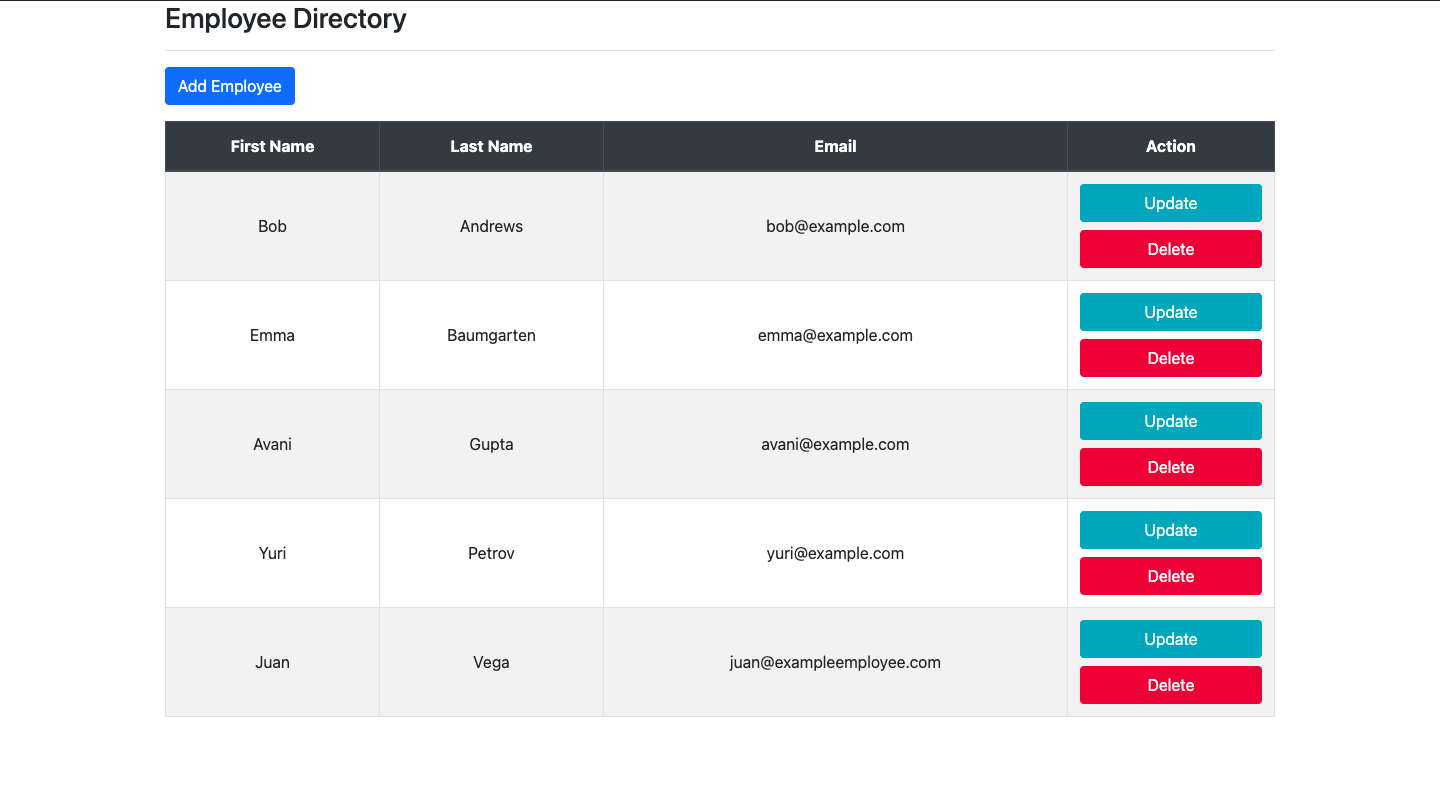 Employee Directory
Add Employee
First Name Last Name Email Action
Bob Andrews bob@example.com Update
Delete
Emma Baumgarten emma@example.com Update
Delete
Avani Gupta avani@example.com Update
Delete
Yuri Petrov yuri@example.com Update
Delete
Juan Vega juan@exampleemployee.com Update
Delete